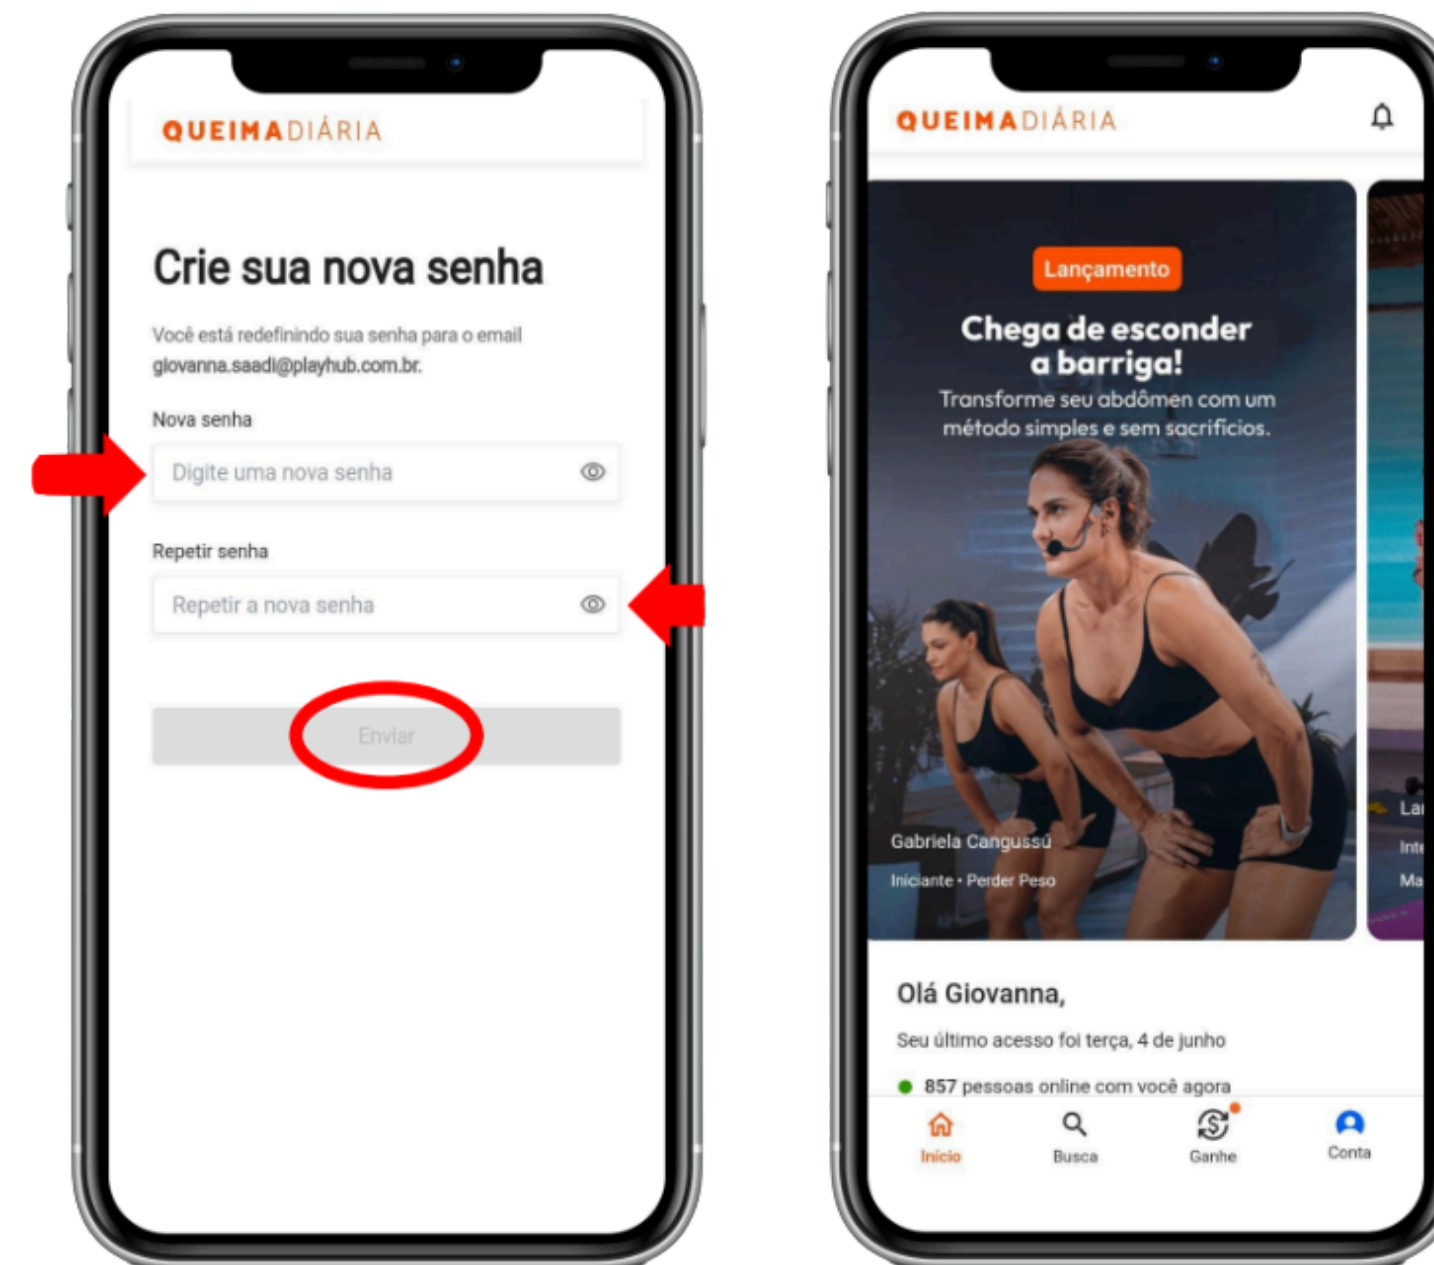 QUEIMADIÁRIA
Crie sua nova senha
Você está redefinindo sua senha para o email
giovanna.saadi@playhub.com.br.
Nova senha
Digite uma nova senha
Repetir senha
Repetir a nova senha
Enviar
QUEIMADIÁRIA
Lançamento
Chega de esconder
a barriga!
Transforme seu abdômen com um
método simples e sem sacrifícios.
Gabriela Cangussú
Iniciante • Perder Peso
Olá Giovanna,
Seu último acesso foi terça, 4 de junho
857 pessoas online com você agora
Início
Busca
Ganhe
Conta